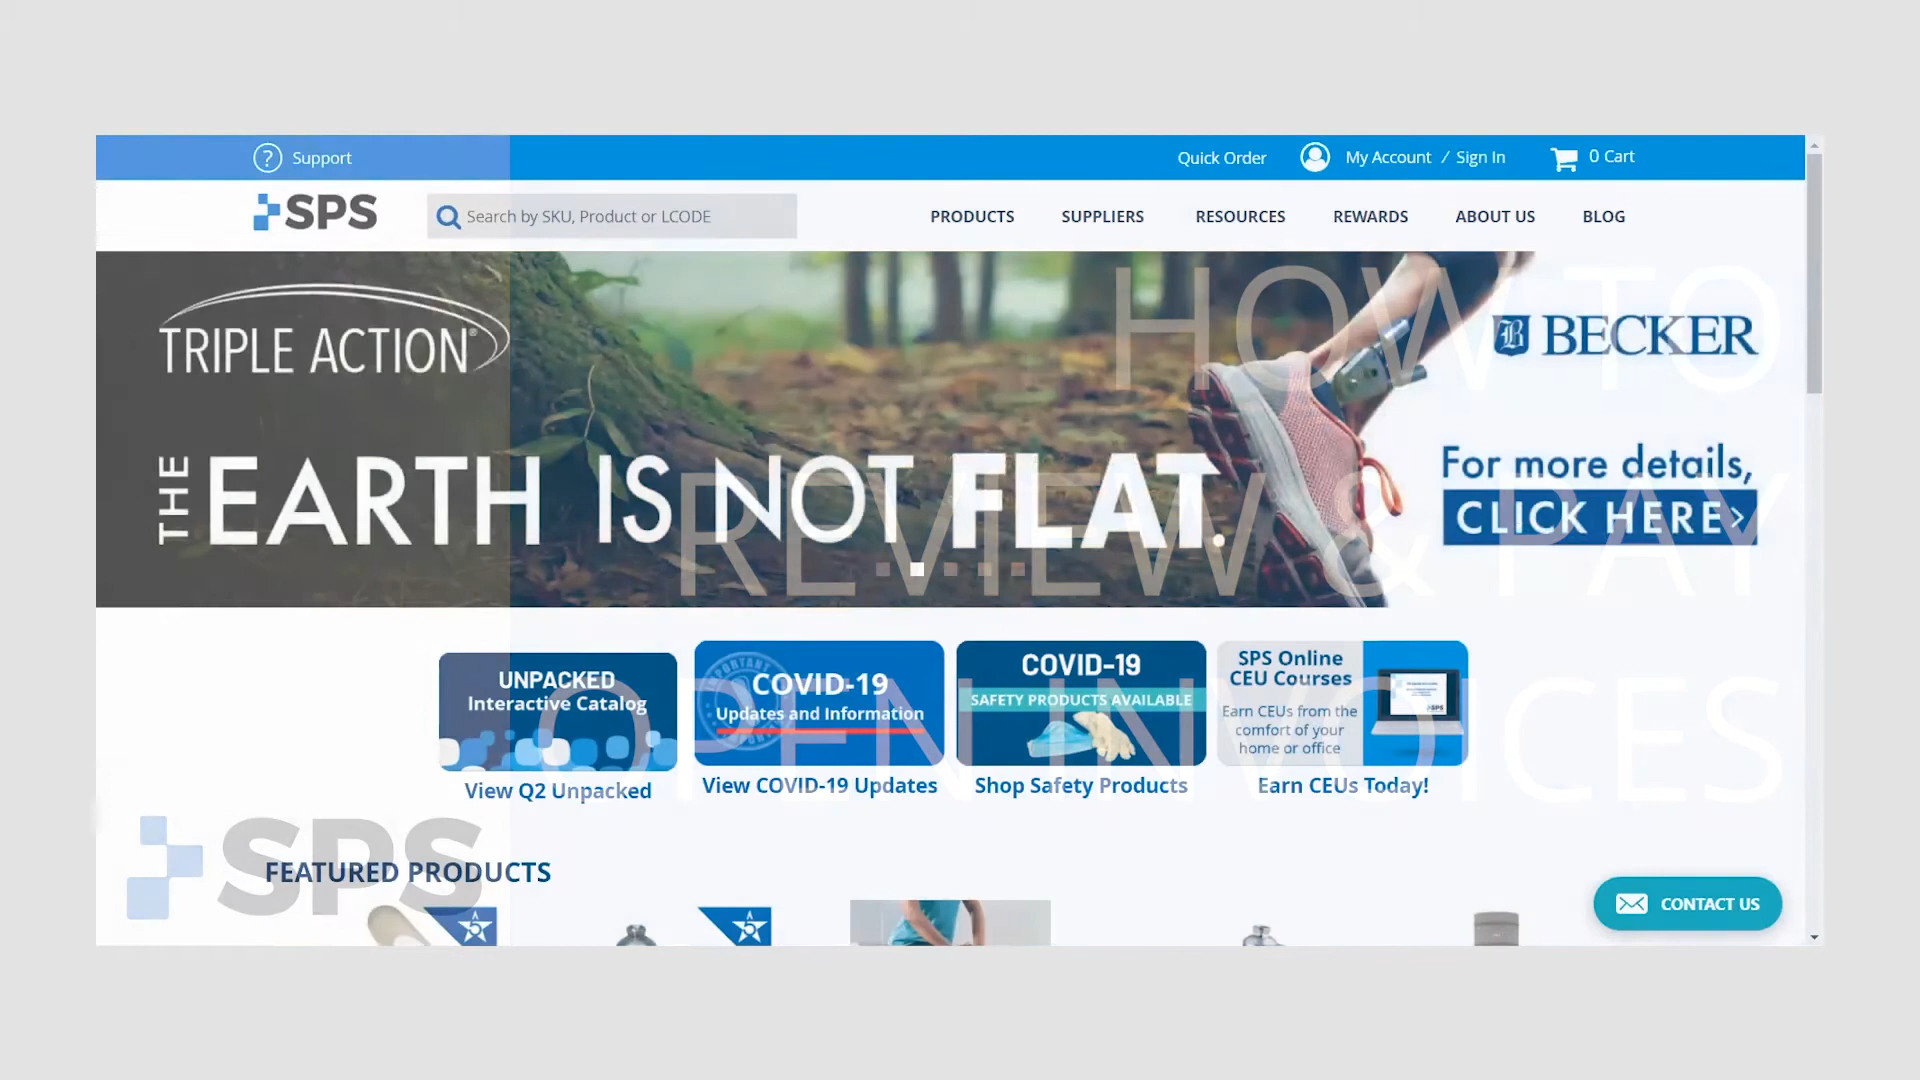 ? Support
Quick Order
My Account / Sign In
0 Cart
SPS
Search by SKU, Product or LCODE
PRODUCTS
SUPPLIERS
RESOURCES
REWARDS
ABOUT US
BLOG
TRIPLE ACTION®
THE EARTH IS NOT FLAT.
BECKER
For more details,
CLICK HERE>
HOW TO
REVIEW & PAY
OPEN INVOICES
UNPACKED
Interactive Catalog
View Q2 Unpacked
IMPORTANT
COVID-19
Updates and Information
View COVID-19 Updates
COVID-19
SAFETY PRODUCTS AVAILABLE
Shop Safety Products
SPS Online
CEU Courses
Earn CEUs from the
comfort of your
home or office
SPS
Earn CEUs Today!
SPS
FEATURED PRODUCTS
CONTACT US